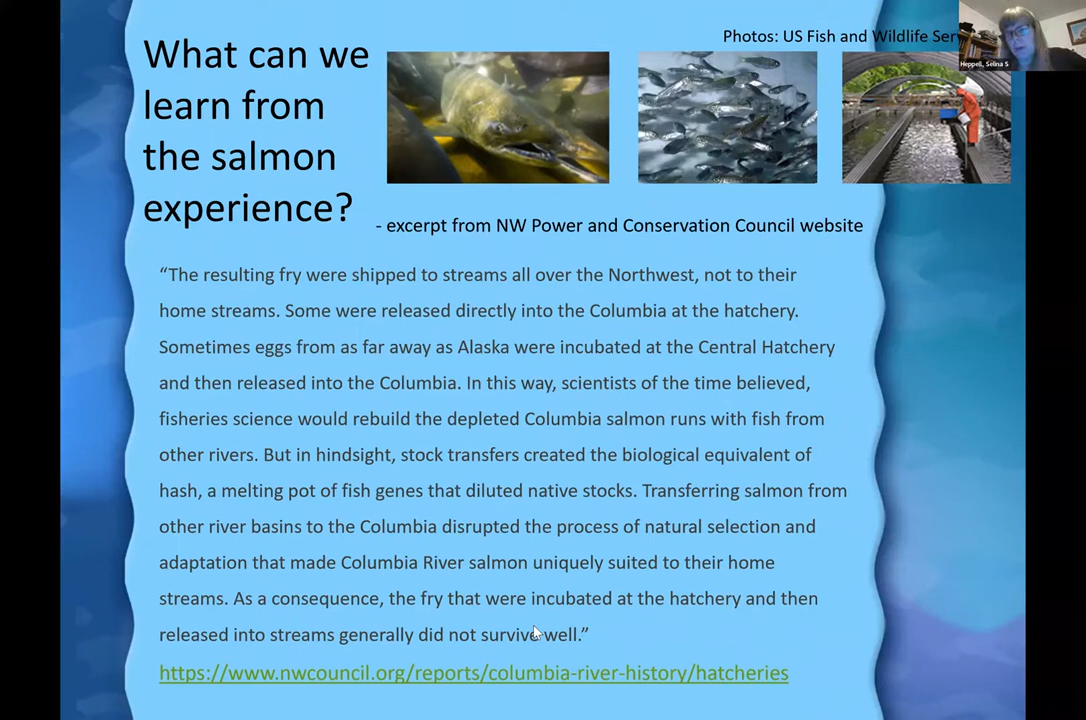 What can we
learn from
the salmon
experience?
Photos: US Fish and Wildlife
Heppell, Selina S
- excerpt from NW Power and Conservation Council website
“The resulting fry were shipped to streams all over the Northwest, not to their
home streams. Some were released directly into the Columbia at the hatchery.
Sometimes eggs from as far away as Alaska were incubated at the Central Hatchery
and then released into the Columbia. In this way, scientists of the time believed,
fisheries science would rebuild the depleted Columbia salmon runs with fish from
other rivers. But in hindsight, stock transfers created the biological equivalent of
hash, a melting pot of fish genes that diluted native stocks. Transferring salmon from
other river basins to the Columbia disrupted the process of natural selection and
adaptation that made Columbia River salmon uniquely suited to their home
streams. As a consequence, the fry that were incubated at the hatchery and then
released into streams generally did not survive well.”
https://www.nwcouncil.org/reports/columbia-river-history/hatcheries